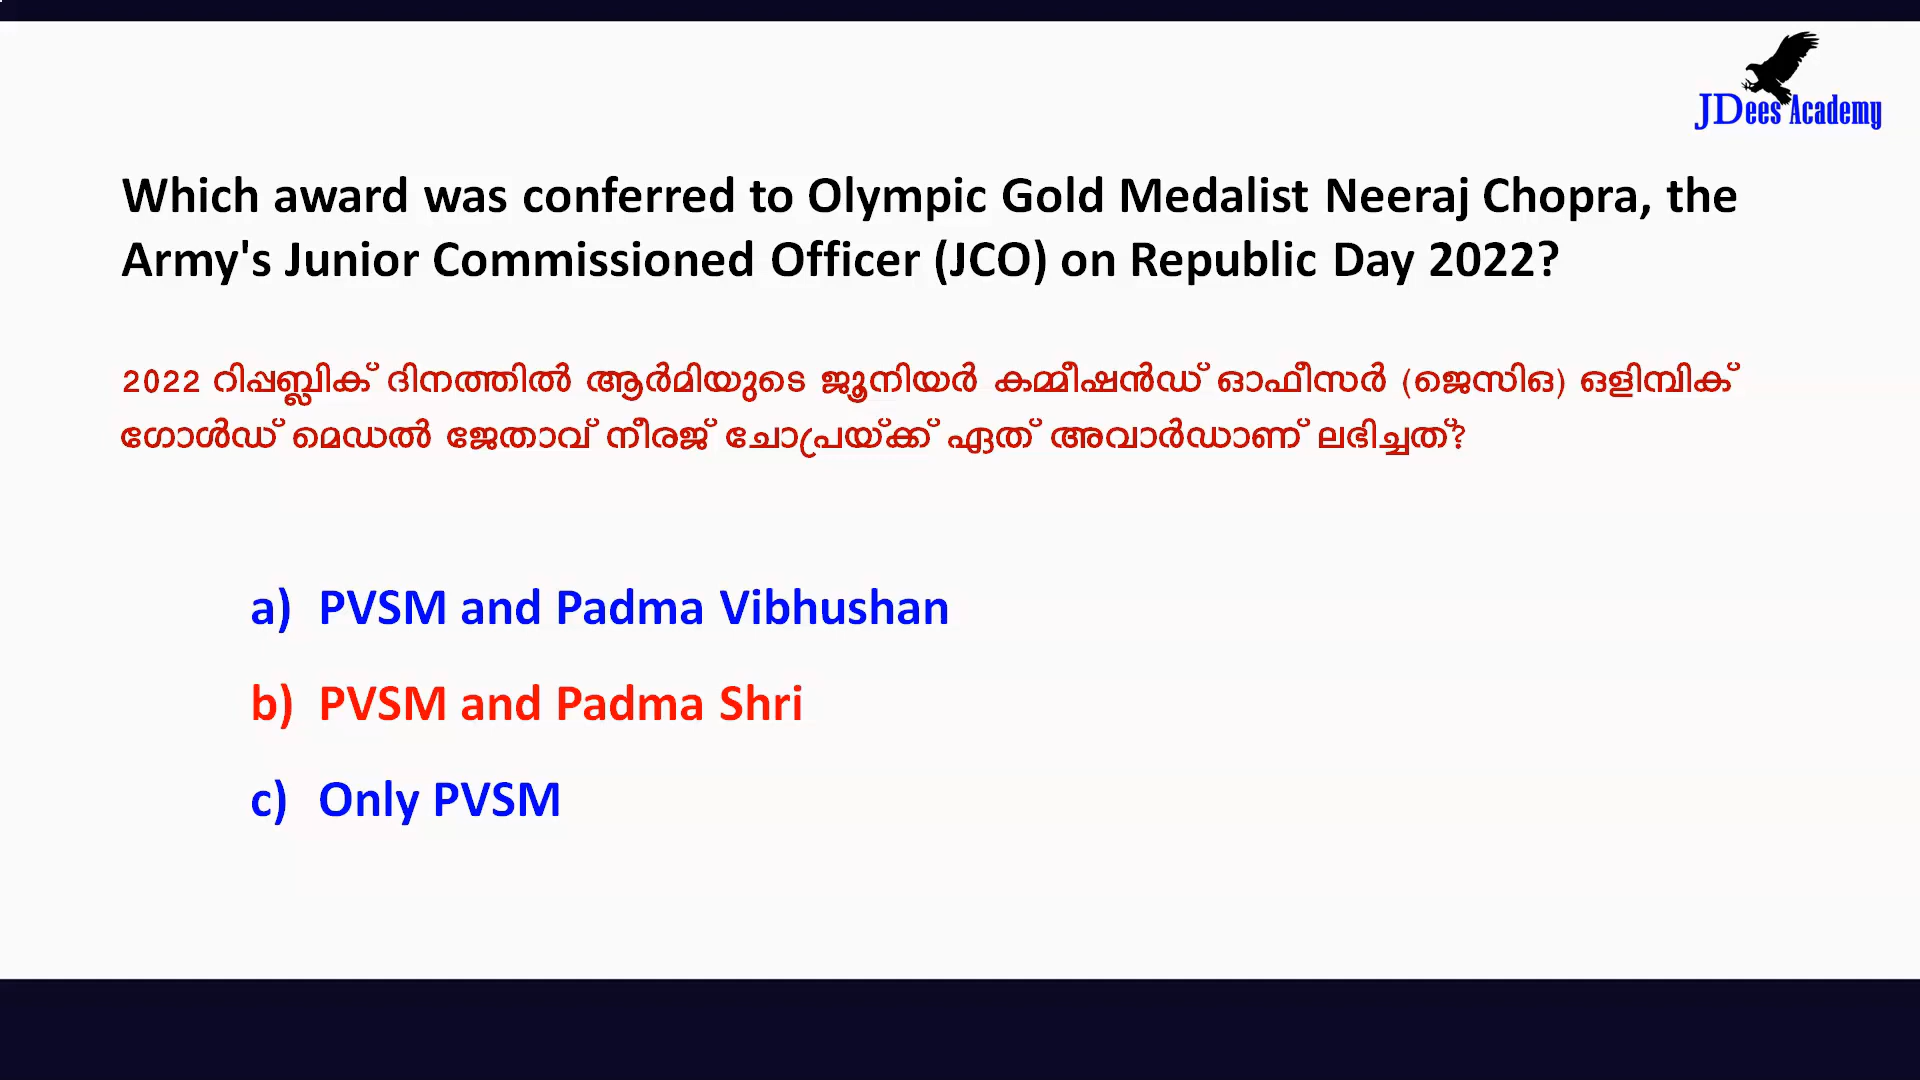 JDees Academy
Which award was conferred to Olympic Gold Medalist Neeraj Chopra, the
Army's Junior Commissioned Officer (JCO) on Republic Day 2022?
2022 റിപ്പബ്ലിക് ദിനത്തിൽ ആർമിയുടെ ജൂനിയർ കമ്മീഷൻഡ് ഓഫീസർ (ജെസിഒ) ഒളിമ്പിക്
ഗോൾഡ് മെഡൽ ജേതാവ് നീരജ് ചോപ്രയ്ക്ക് ഏത് അവാർഡാണ് ലഭിച്ചത്?
a) PVSM and Padma Vibhushan
b) PVSM and Padma Shri
c) Only PVSM